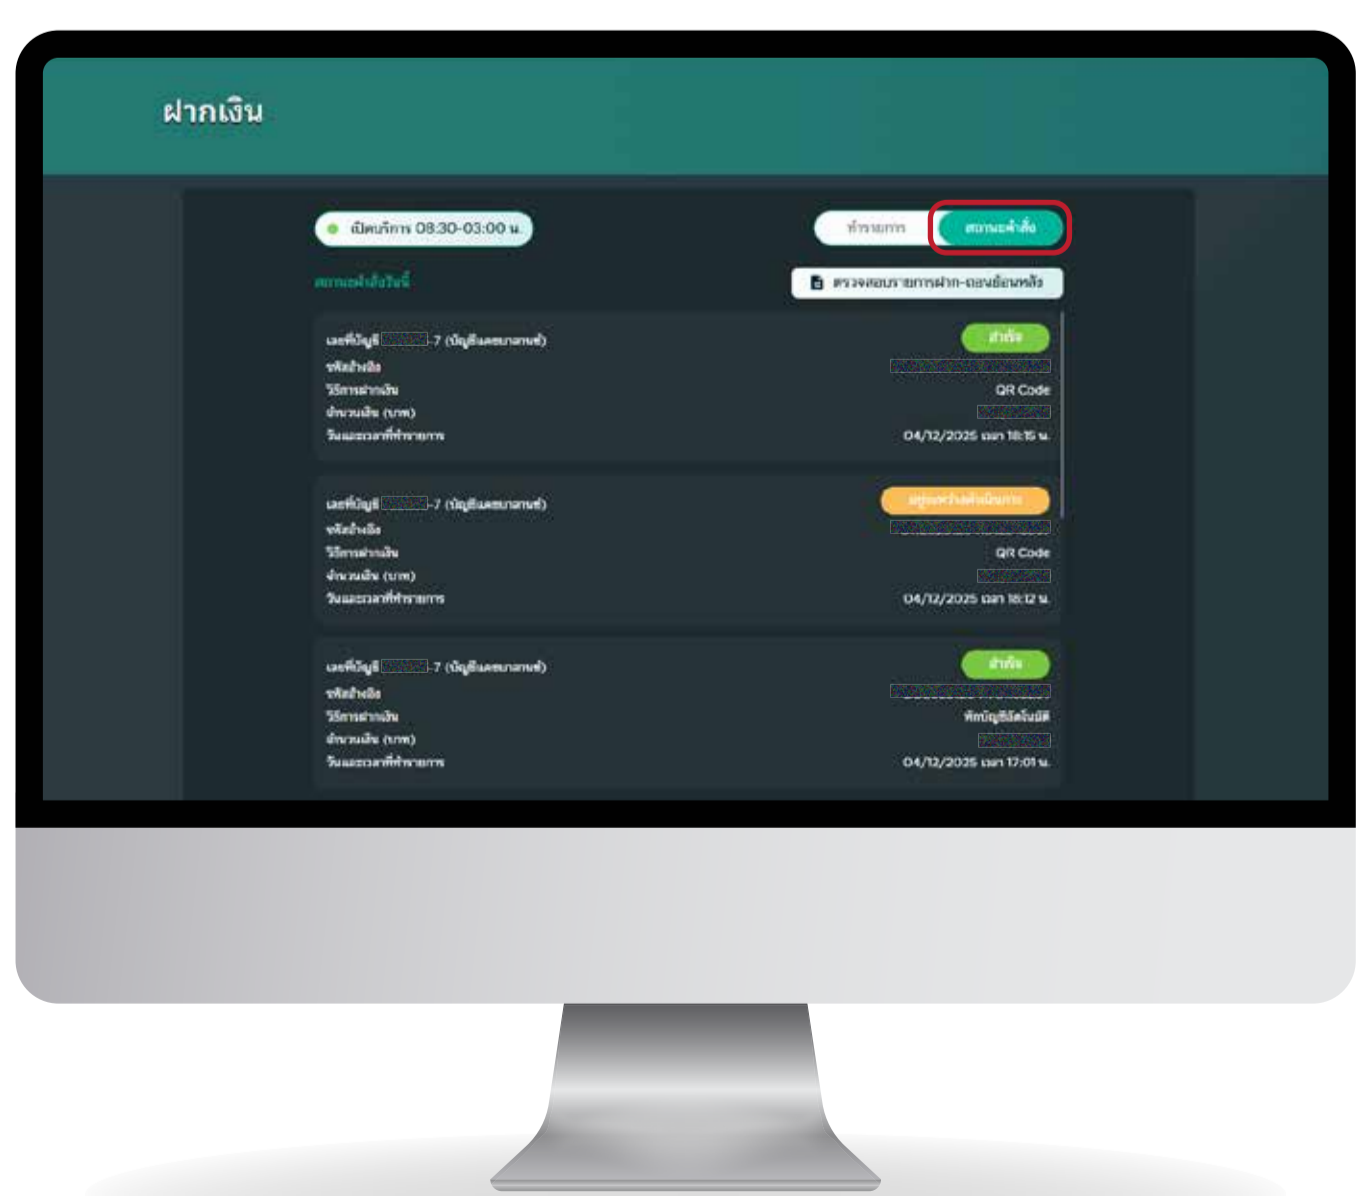 ฝากเงิน
เปิดบริการ 08:30-03:00 น.
ทำรายการ
สถานะคำสั่ง
สถานะคำสั่งวันนี้
ตรวจสอบรายการฝาก-ถอนย้อนหลัง
เลขที่บัญชี -7 (บัญชีแคชบาลานซ์)
สำเร็จ
รหัสอ้างอิง
วิธีการฝากเงิน
QR Code
จำนวนเงิน (บาท)
วันและเวลาที่ทำรายการ
04/12/2025 เวลา 18:15 น.
เลขที่บัญชี -7 (บัญชีแคชบาลานซ์)
อยู่ระหว่างดำเนินการ
รหัสอ้างอิง
วิธีการฝากเงิน
QR Code
จำนวนเงิน (บาท)
วันและเวลาที่ทำรายการ
04/12/2025 เวลา 18:12 น.
เลขที่บัญชี -7 (บัญชีแคชบาลานซ์)
สำเร็จ
รหัสอ้างอิง
วิธีการฝากเงิน
หักบัญชีอัตโนมัติ
จำนวนเงิน (บาท)
วันและเวลาที่ทำรายการ
04/12/2025 เวลา 17:01 น.